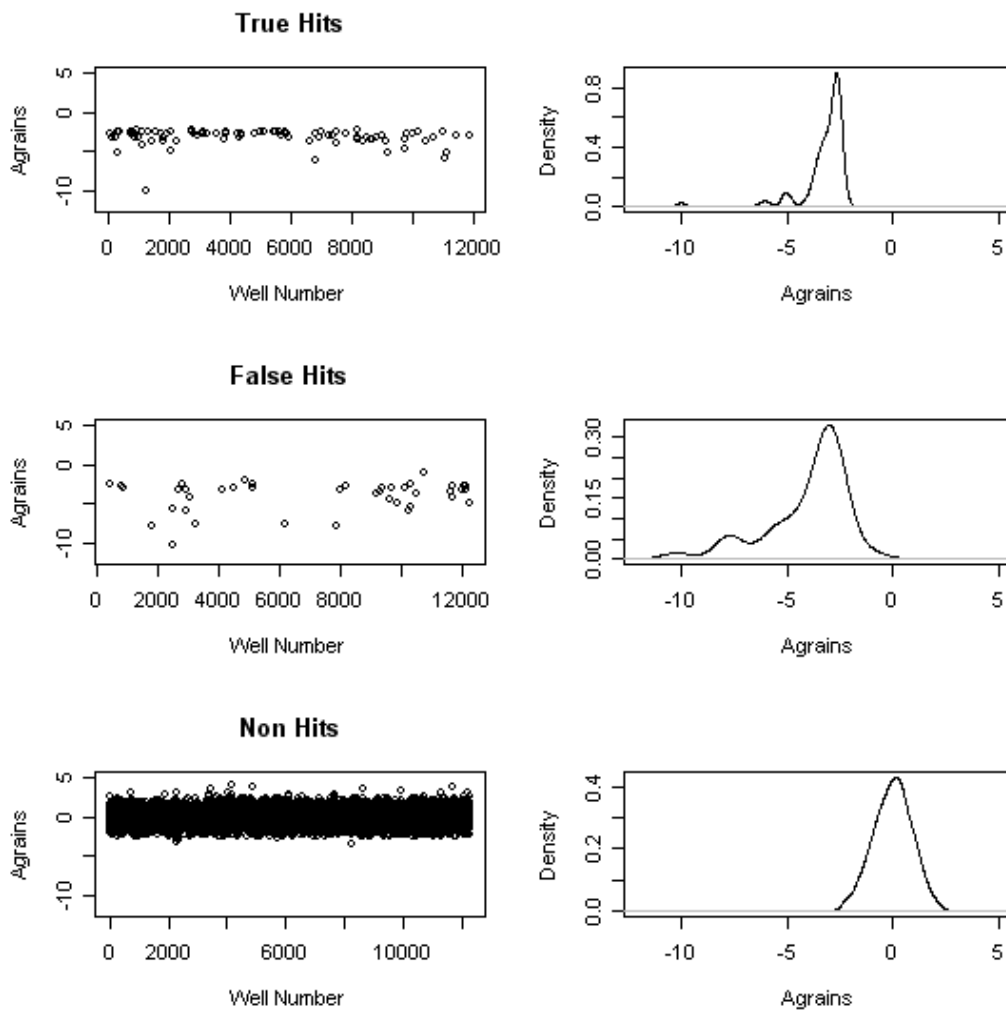 True Hits
Agrains
5
0
-10
0 2000 4000 6000 8000 12000
Well Number
Density
0.8
0.4
0.0
-10 -5 0 5
Agrains
False Hits
Agrains
5
0
-10
0 2000 4000 6000 8000 12000
Well Number
Density
0.30
0.15
0.00
-10 -5 0 5
Agrains
Non Hits
Agrains
5
0
-10
0 2000 6000 10000
Well Number
Density
0.4
0.2
0.0
-10 -5 0 5
Agrains